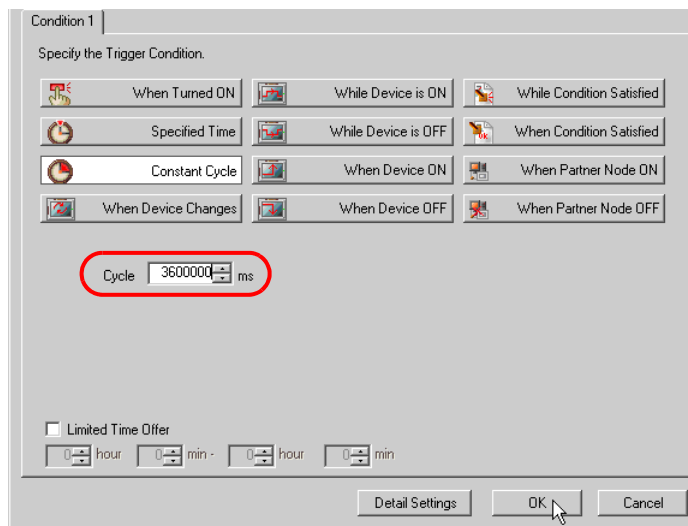 Condition 1
Specify the Trigger Condition.
When Turned ON While Device is ON While Condition Satisfied
Specified Time While Device is OFF When Condition Satisfied
Constant Cycle When Device ON When Partner Node ON
When Device Changes When Device OFF When Partner Node OFF
Cycle 3600000 ms
Limited Time Offer
0 hour 0 min - 0 hour 0 min
Detail Settings OK Cancel